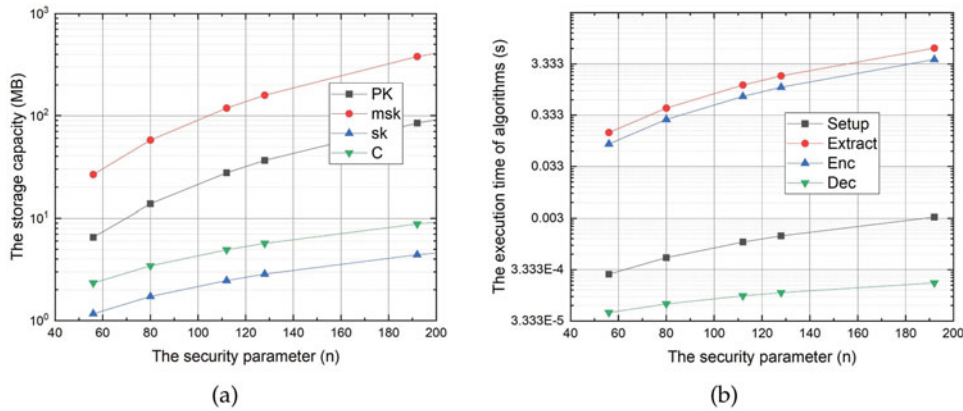 The storage capacity (MB)
10³
10²
10¹
10⁰
PK
msk
sk
C
40 60 80 100 120 140 160 180 200
The security parameter (n)
(a)
The execution time of algorithms (s)
3.333
0.333
0.033
0.003
3.333E-4
3.333E-5
Setup
Extract
Enc
Dec
40 60 80 100 120 140 160 180 200
The security parameter (n)
(b)